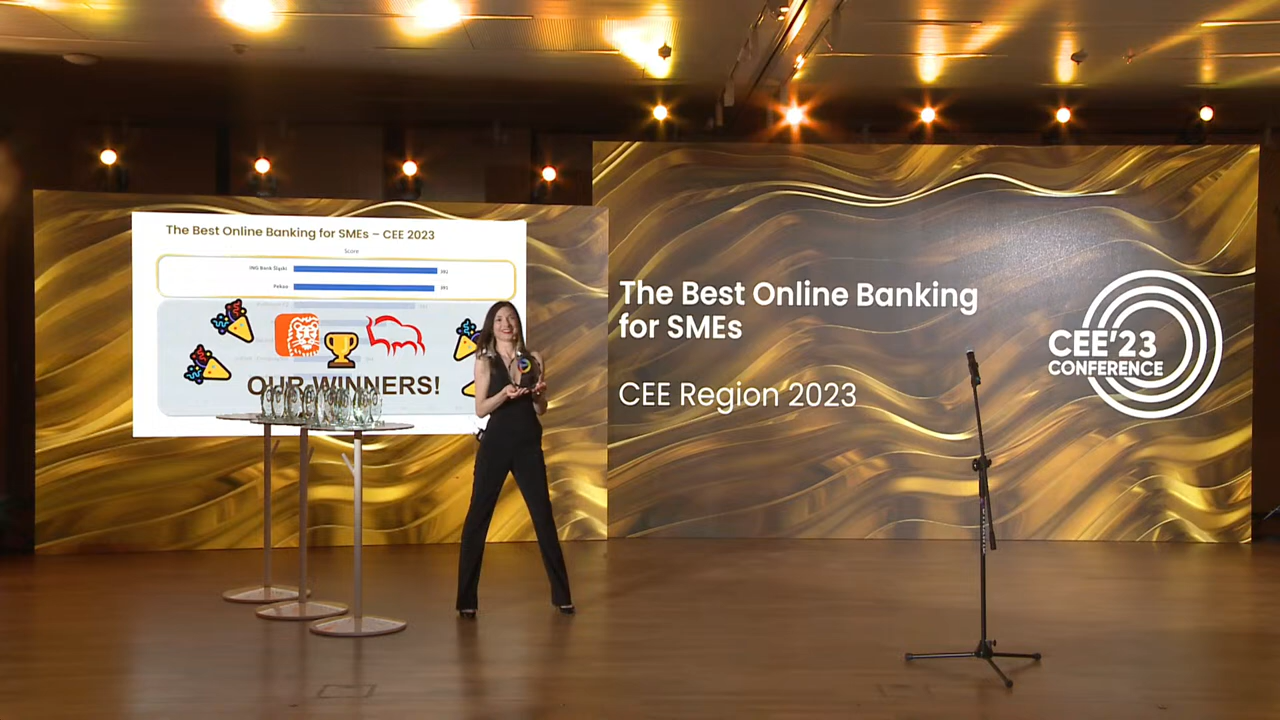 The Best Online Banking for SMEs – CEE 2023
Score
ING Bank Śląski
Pekao
OUR WINNERS!
The Best Online Banking
for SMEs
CEE Region 2023
CEE'23
CONFERENCE